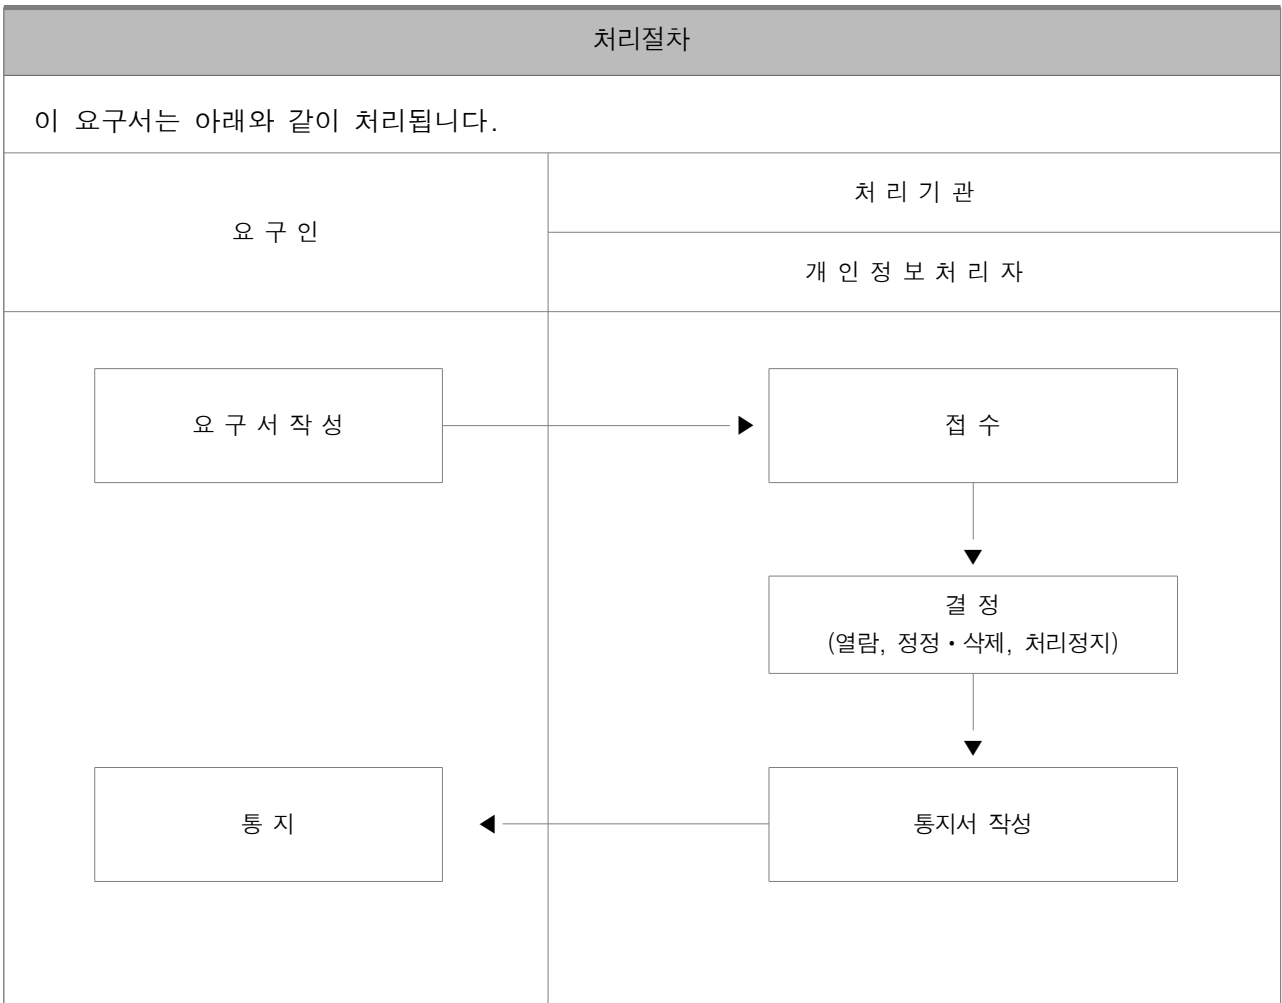 처리절차
이 요구서는 아래와 같이 처리됩니다.
요 구 인
처 리 기 관
개 인 정 보 처 리 자
요 구 서 작 성
접 수
결 정
(열람, 정정·삭제, 처리정지)
통 지
통지서 작성